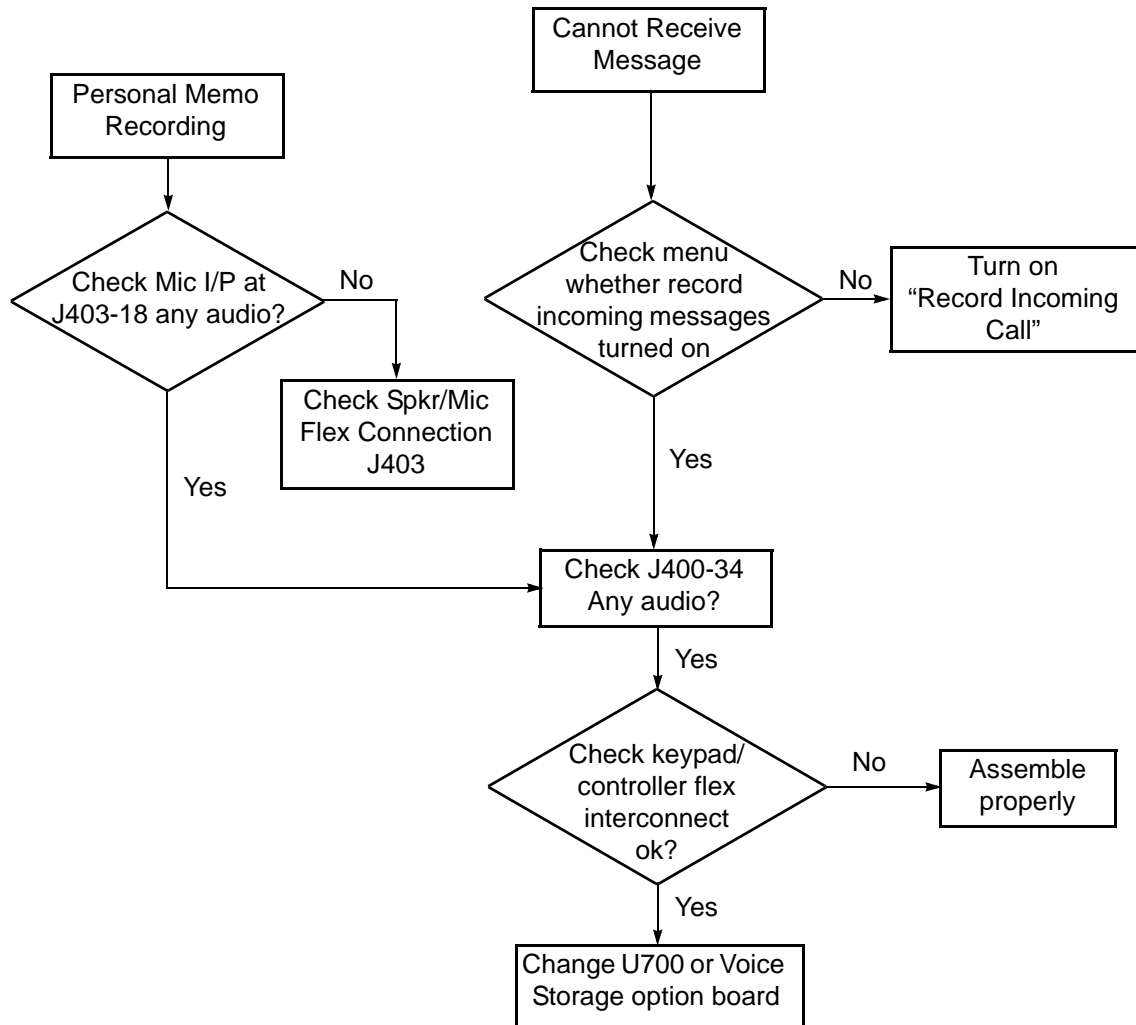 Cannot Receive
Message
Personal Memo
Recording
Check Mic I/P at
J403-18 any audio?
No
Check menu
whether record
incoming messages
turned on
No
Turn on
“Record Incoming
Call”
Check Spkr/Mic
Flex Connection
J403
Yes
Yes
Check J400-34
Any audio?
Yes
Check keypad/
controller flex
interconnect
ok?
No
Assemble
properly
Yes
Change U700 or Voice
Storage option board